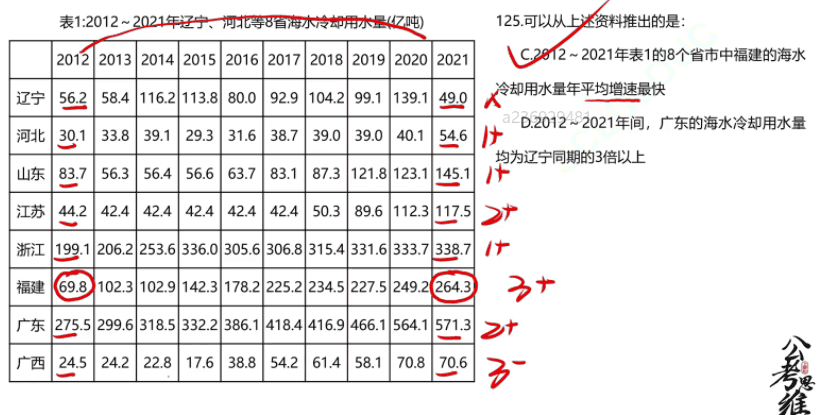 表1:2012～2021年辽宁、河北等8省海水冷却用水量(亿吨)
2012 2013 2014 2015 2016 2017 2018 2019 2020 2021
辽宁 56.2 58.4 116.2 113.8 80.0 92.9 104.2 99.1 139.1 49.0 x
河北 30.1 33.8 39.1 29.3 31.6 38.7 39.0 39.0 40.1 54.6 1+
山东 83.7 56.3 56.4 56.6 63.7 83.1 87.3 121.8 123.1 145.1 1+
江苏 44.2 42.4 42.4 42.4 42.4 42.4 50.3 89.6 112.3 117.5 2+
浙江 199.1 206.2 253.6 336.0 305.6 306.8 315.4 331.6 333.7 338.7 1+
福建 69.8 102.3 102.9 142.3 178.2 225.2 234.5 227.5 249.2 264.3 3+
广东 275.5 299.6 318.5 332.2 386.1 418.4 416.9 466.1 564.1 571.3 2+
广西 24.5 24.2 22.8 17.6 38.8 54.2 61.4 58.1 70.8 70.6 3-
125.可以从上述资料推出的是：
C.2012～2021年表1的8个省市中福建的海水
冷却用水量年平均增速最快
D.2012～2021年间，广东的海水冷却用水量
均为辽宁同期的3倍以上
公考思维